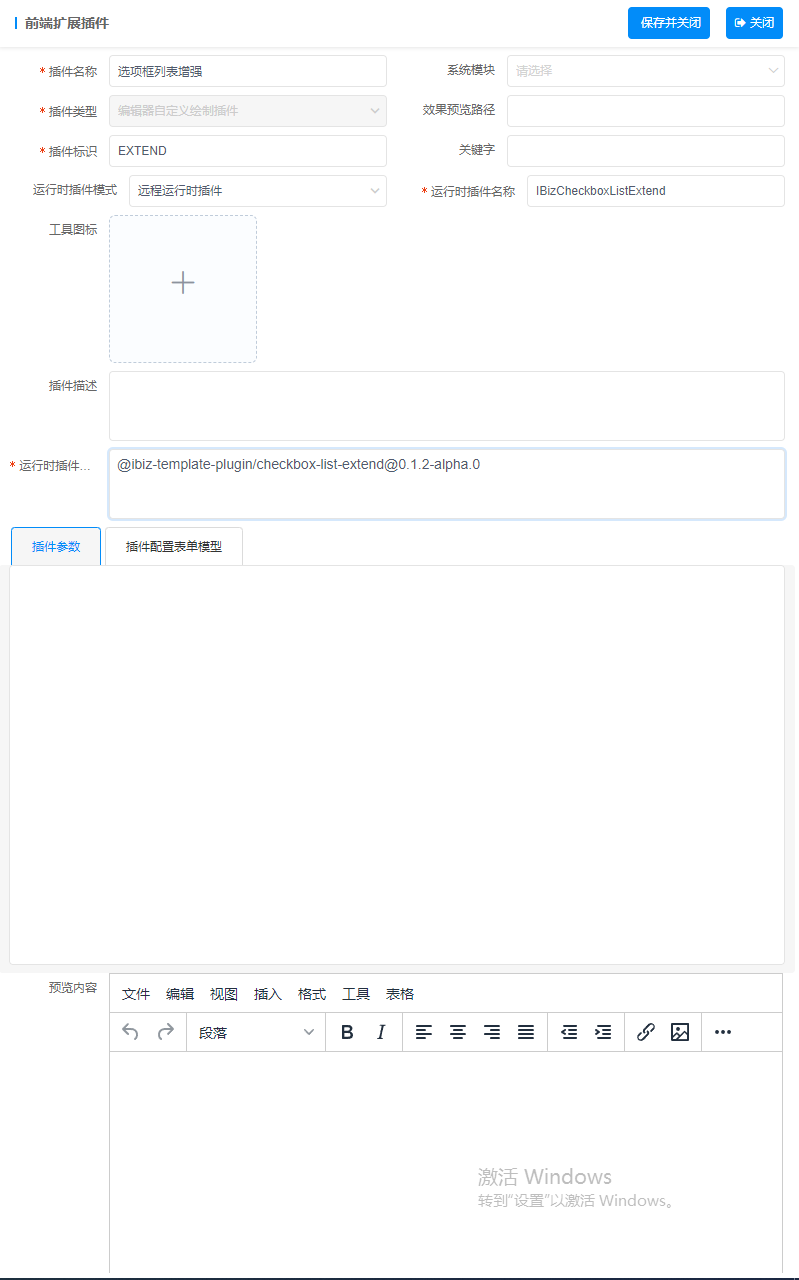 前端扩展插件
保存并关闭
关闭
* 插件名称
选项框列表增强
系统模块
请选择
* 插件类型
编辑器自定义绘制插件
效果预览路径
* 插件标识
EXTEND
关键字
运行时插件模式
远程运行时插件
* 运行时插件名称
IBizCheckboxListExtend
工具图标
插件描述
* 运行时插件...
@ibiz-template-plugin/checkbox-list-extend@0.1.2-alpha.0
插件参数
插件配置表单模型
预览内容
文件 编辑 视图 插入 格式 工具 表格
段落
B I
激活 Windows
转到“设置”以激活 Windows。